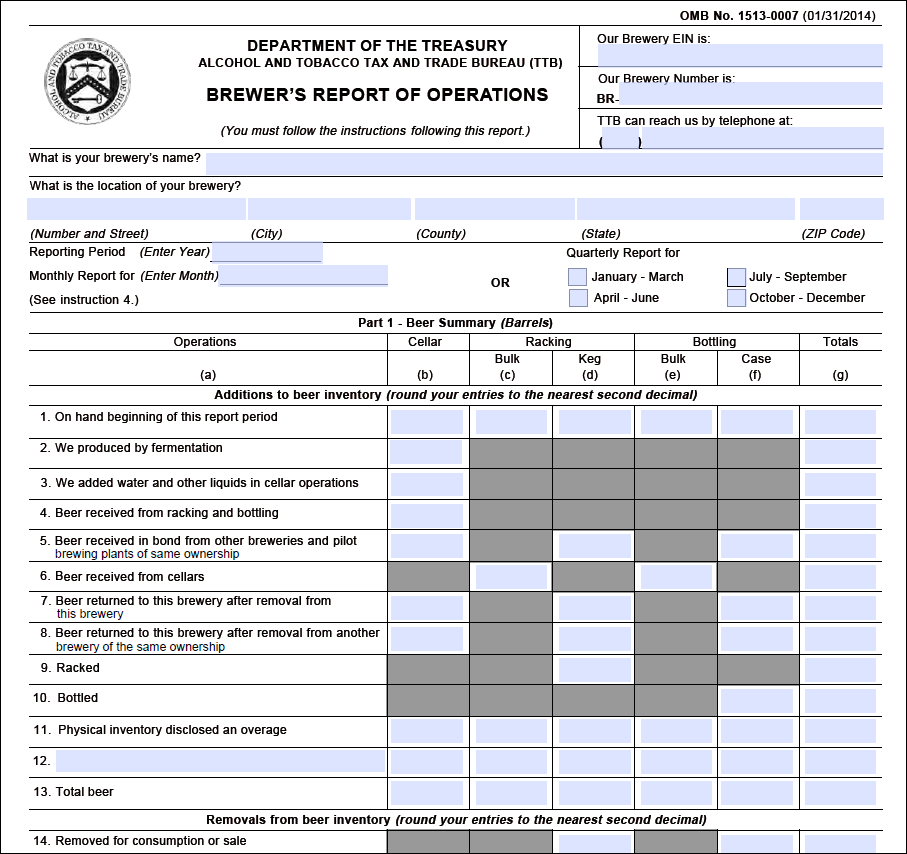 OMB No. 1513-0007 (01/31/2014)
DEPARTMENT OF THE TREASURY
ALCOHOL AND TOBACCO TAX AND TRADE BUREAU (TTB)
BREWER'S REPORT OF OPERATIONS
(You must follow the instructions following this report.)
ALCOHOL AND TOBACCO TAX AND TRADE BUREAU
Our Brewery EIN is:
Our Brewery Number is:
BR-
TTB can reach us by telephone at:
( )
What is your brewery's name?
What is the location of your brewery?
(Number and Street) (City) (County) (State) (ZIP Code)
Reporting Period (Enter Year)
Monthly Report for (Enter Month)
(See instruction 4.)
OR
Quarterly Report for
January - March July - September
April - June October - December
Part 1 - Beer Summary (Barrels)
Operations Cellar Racking Bottling Totals
Bulk Keg Bulk Case
(a) (b) (c) (d) (e) (f) (g)
Additions to beer inventory (round your entries to the nearest second decimal)
1. On hand beginning of this report period
2. We produced by fermentation
3. We added water and other liquids in cellar operations
4. Beer received from racking and bottling
5. Beer received in bond from other breweries and pilot
brewing plants of same ownership
6. Beer received from cellars
7. Beer returned to this brewery after removal from
this brewery
8. Beer returned to this brewery after removal from another
brewery of the same ownership
9. Racked
10. Bottled
11. Physical inventory disclosed an overage
12.
13. Total beer
Removals from beer inventory (round your entries to the nearest second decimal)
14. Removed for consumption or sale